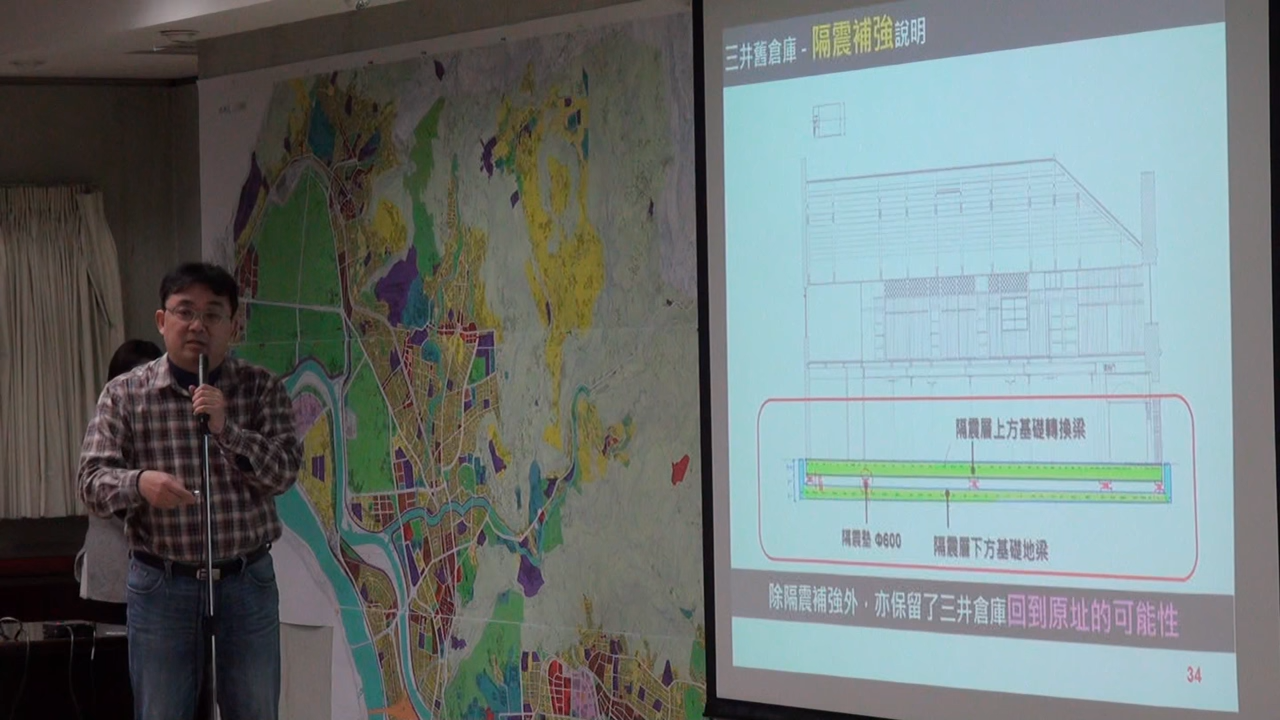 三井舊倉庫 - 隔震補強說明
隔震層上方基礎轉換梁
隔震墊 Φ600
隔震層下方基礎地梁
除隔震補強外，亦保留了三井倉庫回到原址的可能性
34